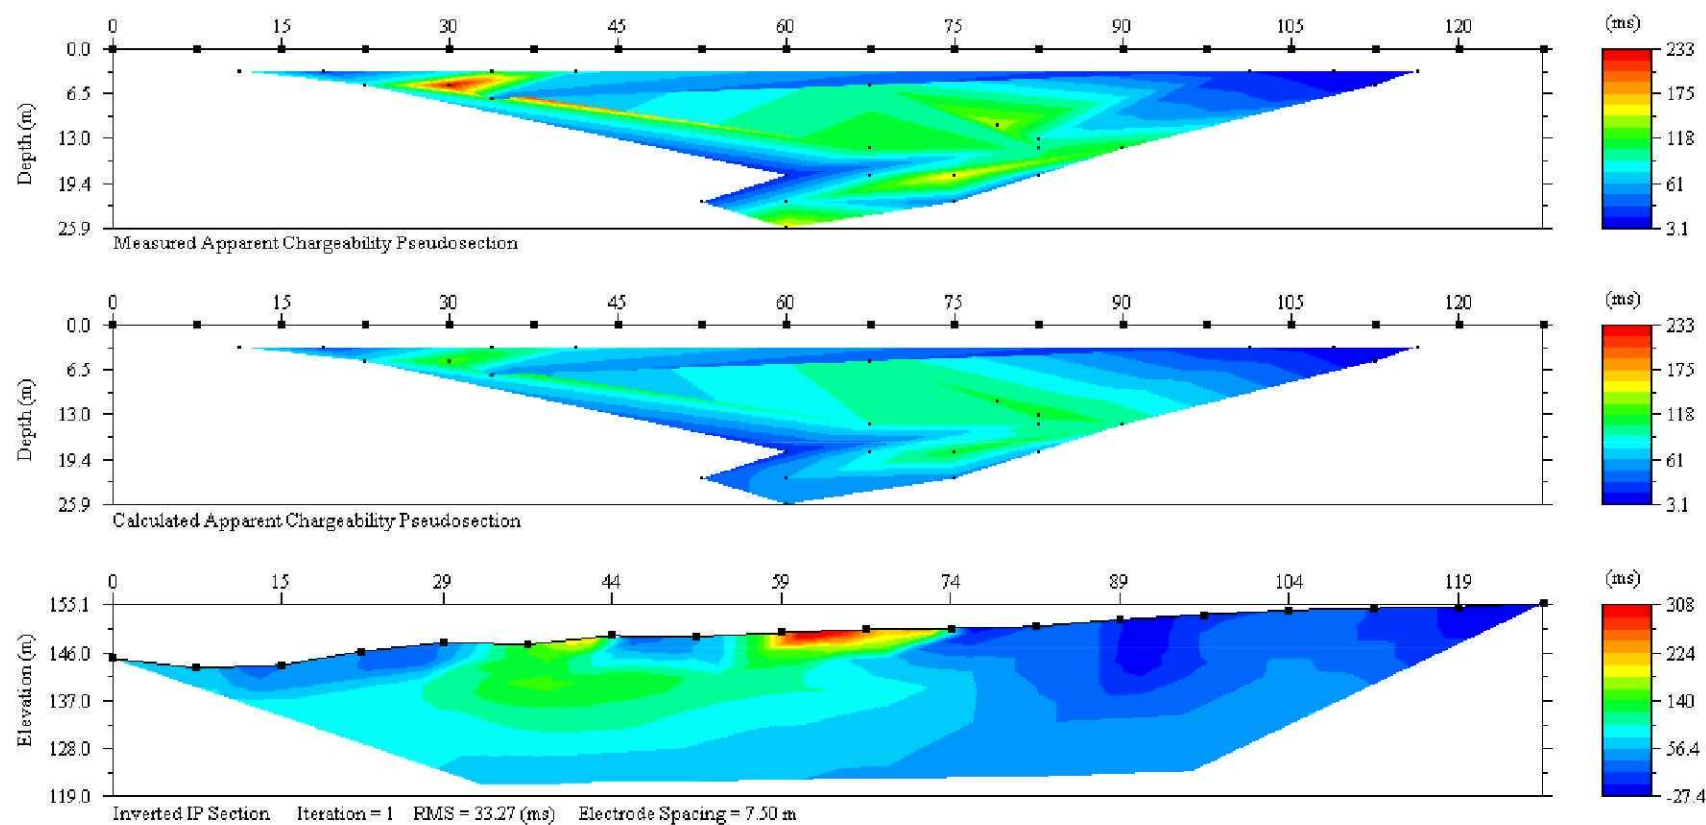 0 15 30 45 60 75 90 105 120 (ms)
0.0 233
6.5 175
13.0 118
19.4 61
25.9 3.1
Depth (m)
Measured Apparent Chargeability Pseudosection
0 15 30 45 60 75 90 105 120 (ms)
0.0 233
6.5 175
13.0 118
19.4 61
25.9 3.1
Depth (m)
Calculated Apparent Chargeability Pseudosection
0 15 29 44 59 74 89 104 119 (ms)
155.1 308
146.0 224
137.0 140
128.0 56.4
119.0 -27.4
Elevation (m)
Inverted IP Section Iteration = 1 RMS = 33.27 (ms) Electrode Spacing = 7.50 m